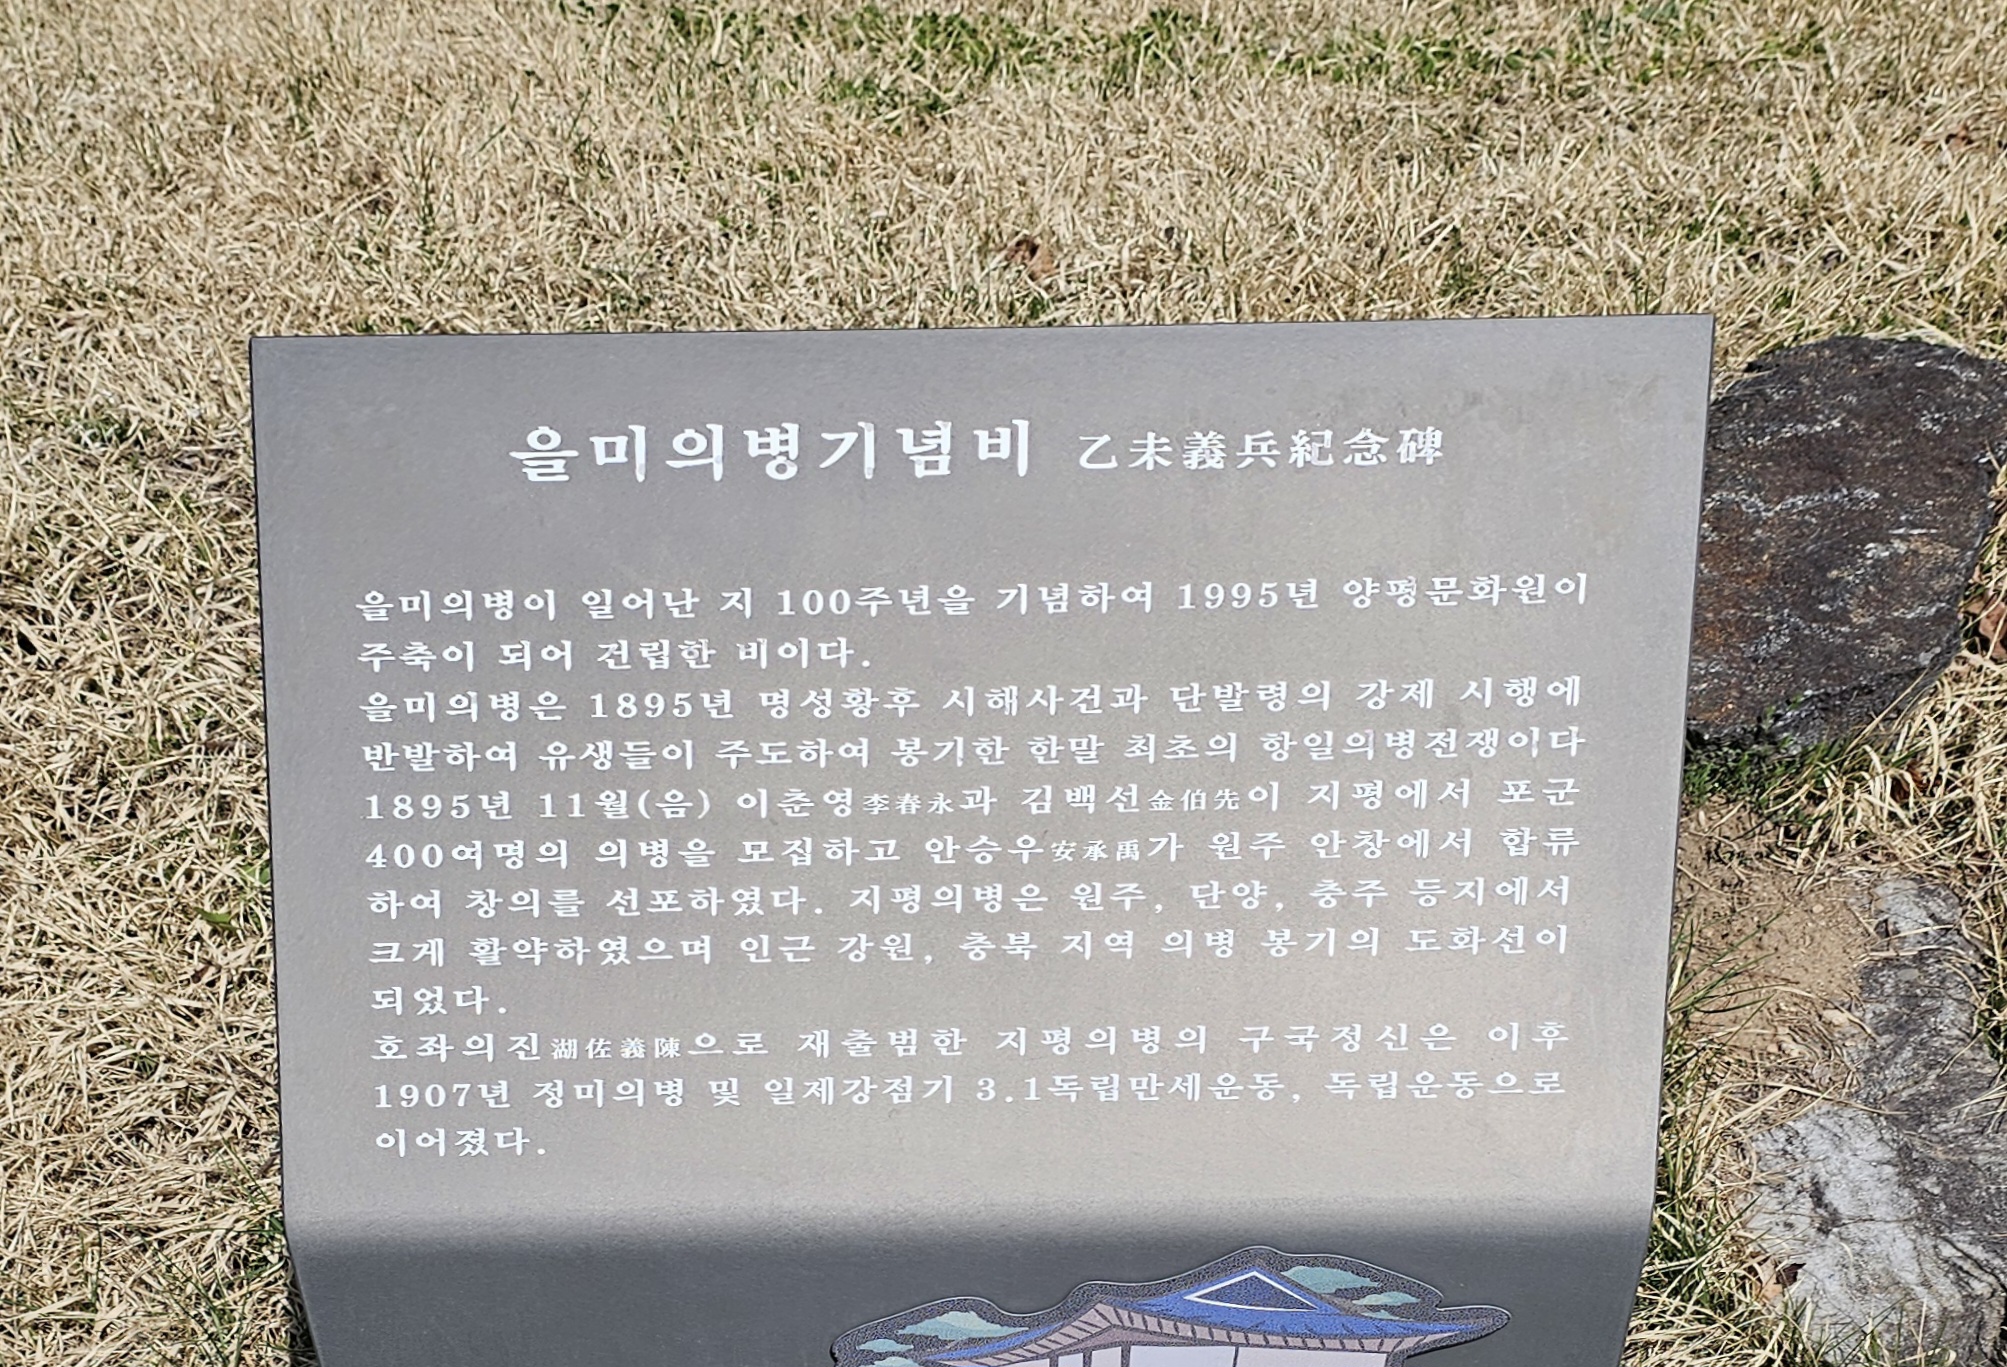 을미의병기념비 乙未義兵紀念碑
을미의병이 일어난 지 100주년을 기념하여 1995년 양평문화원이
주축이 되어 건립한 비이다.
을미의병은 1895년 명성황후 시해사건과 단발령의 강제 시행에
반발하여 유생들이 주도하여 봉기한 한말 최초의 항일의병전쟁이다
1895년 11월(음) 이춘영李春永과 김백선金伯先이 지평에서 포군
400여명의 의병을 모집하고 안승우安承禹가 원주 안창에서 합류
하여 창의를 선포하였다. 지평의병은 원주, 단양, 충주 등지에서
크게 활약하였으며 인근 강원, 충북 지역 의병 봉기의 도화선이
되었다.
호좌의진湖佐義陳으로 재출범한 지평의병의 구국정신은 이후
1907년 정미의병 및 일제강점기 3.1독립만세운동, 독립운동으로
이어졌다.